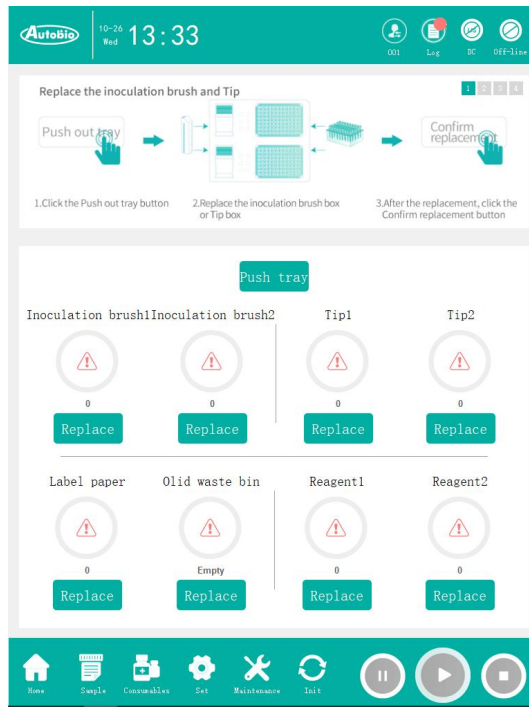 Autobio
10-26
Wed
13:33
001
Log
DC
Off-line
Replace the inoculation brush and Tip
1 2 3 4
Push out tray
Confirm
replacement
1.Click the Push out tray button
2.Replace the inoculation brush box
or Tip box
3.After the replacement, click the
Confirm replacement button
Push tray
Inoculation brush1 Inoculation brush2 Tip1 Tip2
0 0 0 0
Replace Replace Replace Replace
Label paper Olid waste bin Reagent1 Reagent2
0 Empty 0 0
Replace Replace Replace Replace
Home Sample Consumables Set Maintenance Init